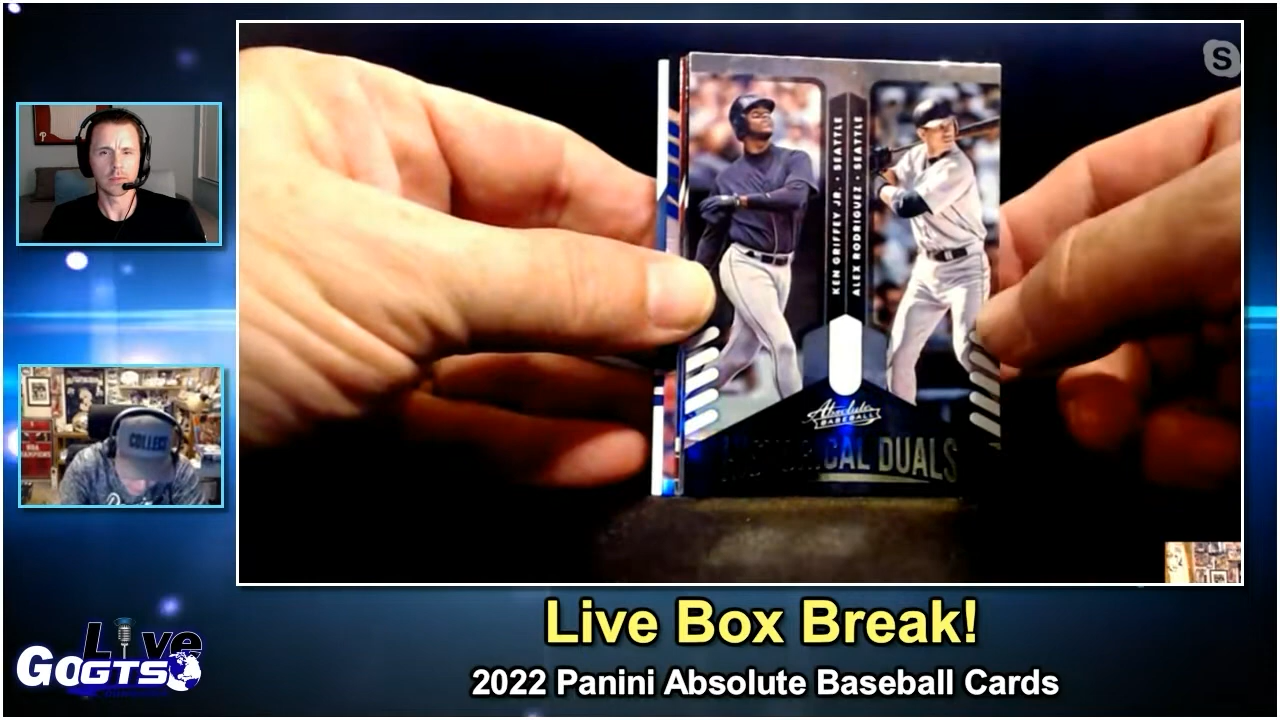 S
P
COLLECT
KEN GRIFFEY JR. • SEATTLE
ALEX RODRIGUEZ • SEATTLE
Absolute
BASEBALL
DUALS
Live
GoGTS
Live Box Break!
2022 Panini Absolute Baseball Cards